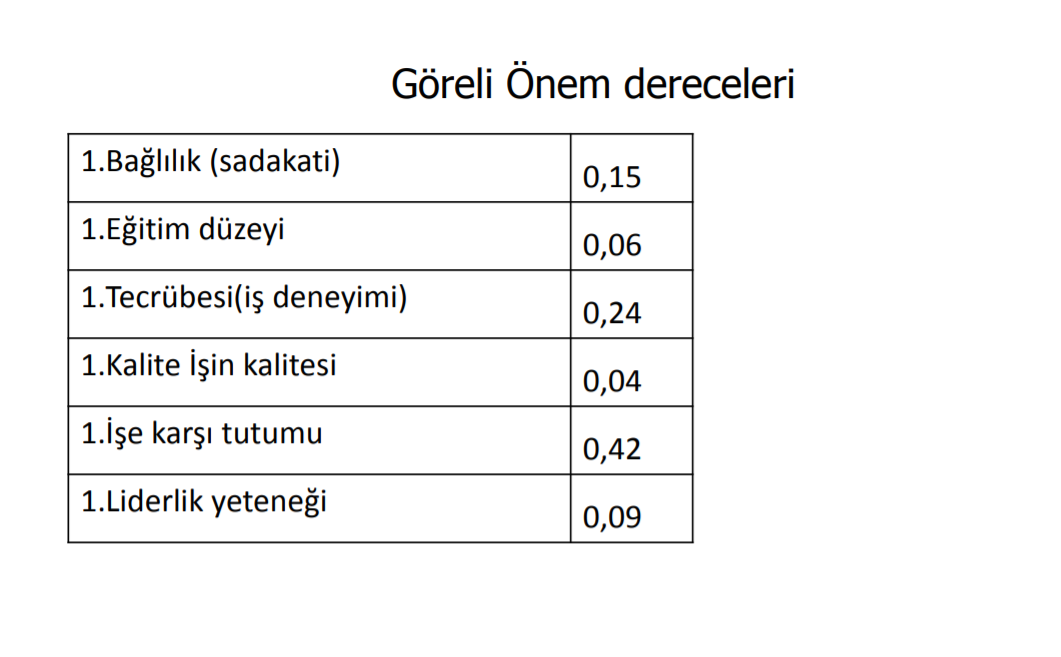 Göreli Önem dereceleri
1.Bağlılık (sadakati) 0,15
1.Eğitim düzeyi 0,06
1.Tecrübesi(iş deneyimi) 0,24
1.Kalite İşin kalitesi 0,04
1.İşe karşı tutumu 0,42
1.Liderlik yeteneği 0,09